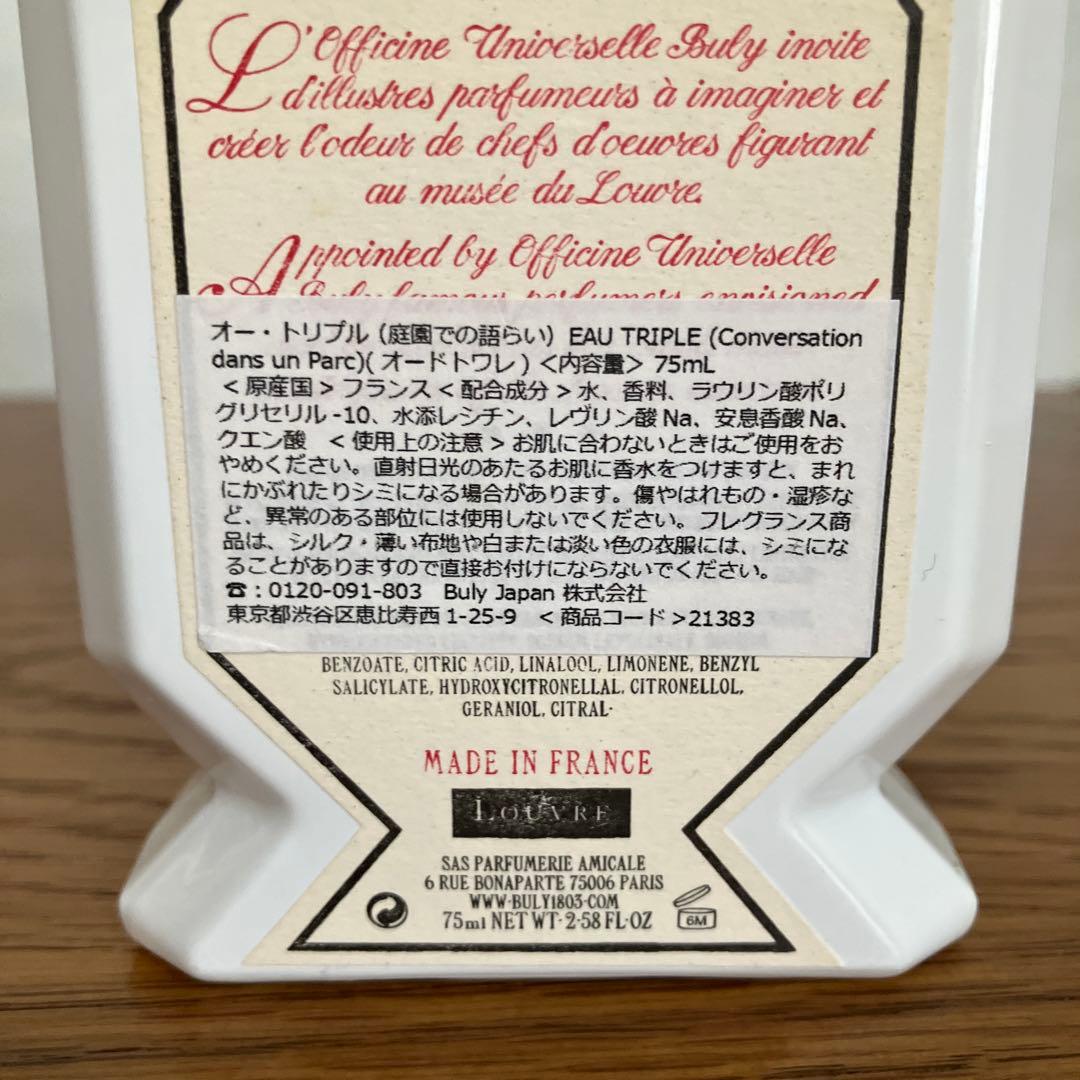 L'Officine Universelle Buly invite
d'illustres parfumeurs à imaginer et
créer l'odeur de chefs d'oeuvres figurant
au musée du Louvre.
Appointed by Officine Universelle
Buly famous perfumers envisioned
オー・トリプル（庭園での語らい）EAU TRIPLE (Conversation
dans un Parc)( オードトワレ ) ＜内容量＞ 75mL
＜原産国＞フランス＜配合成分＞水、香料、ラウリン酸ポリ
グリセリル -10、水添レシチン、レヴリン酸 Na、安息香酸 Na、
クエン酸　＜使用上の注意＞お肌に合わないときはご使用をお
やめください。直射日光のあたるお肌に香水をつけますと、まれ
にかぶれたりシミになる場合があります。傷やはれもの・湿疹な
ど、異常のある部位には使用しないでください。フレグランス商
品は、シルク・薄い布地や白または淡い色の衣服には、シミにな
ることがありますので直接お付けにならないでください。
☎：0120-091-803　Buly Japan 株式会社
東京都渋谷区恵比寿西 1-25-9　＜商品コード＞21383
BENZOATE, CITRIC ACID, LINALOOL, LIMONENE, BENZYL
SALICYLATE, HYDROXYCITRONELLAL, CITRONELLOL,
GERANIOL, CITRAL·
MADE IN FRANCE
LOUVRE
SAS PARFUMERIE AMICALE
6 RUE BONAPARTE 75006 PARIS
WWW·BULY1803·COM
75ml NET WT· 2·58 FL·OZ
6M